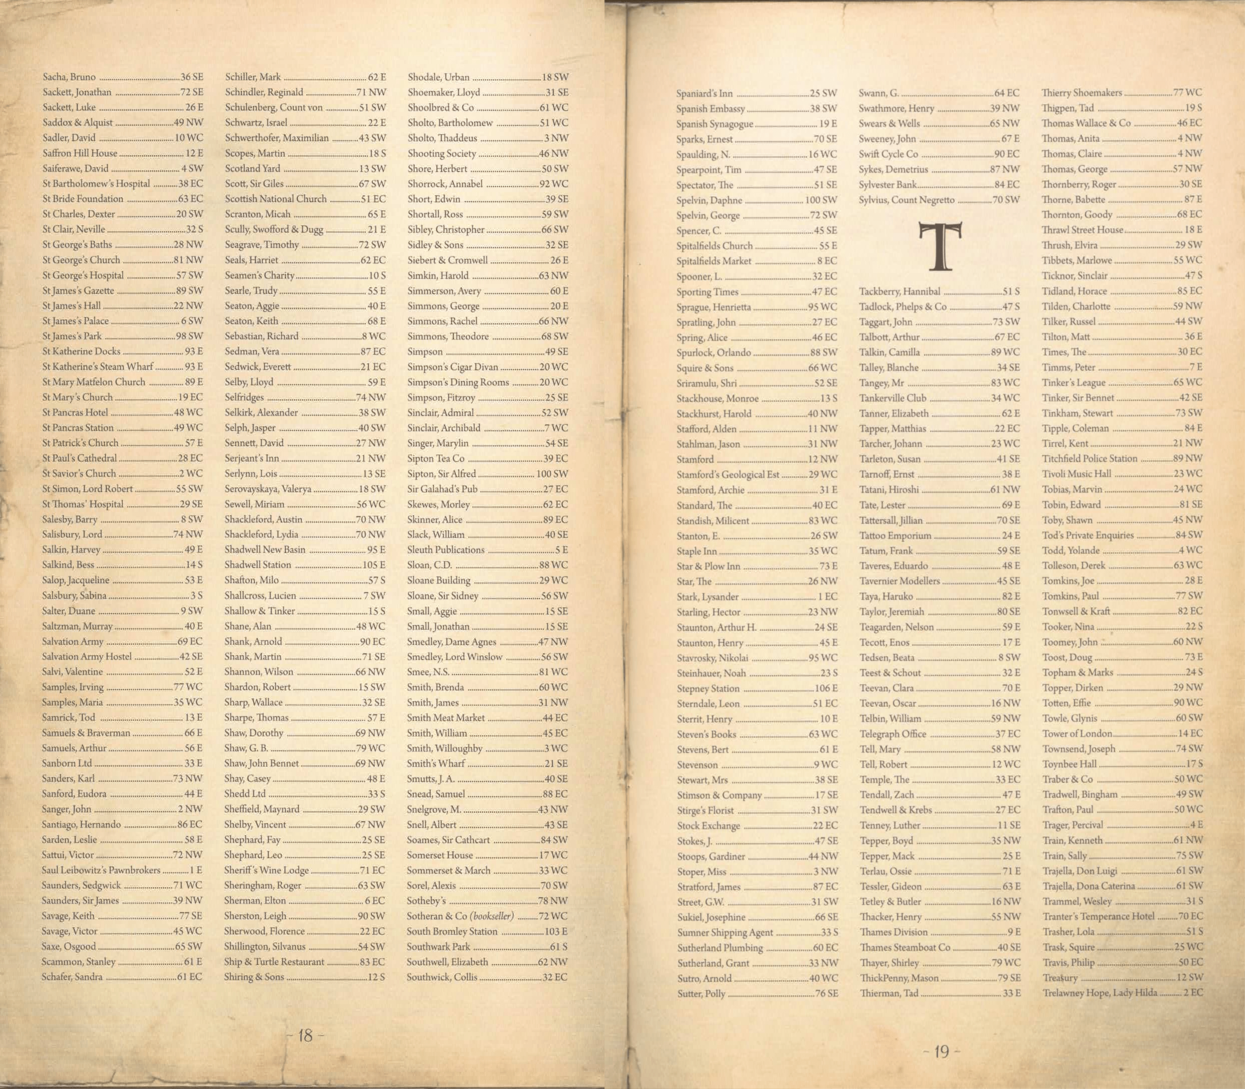 Sacha, Bruno 36 SE
Sackett, Jonathan 72 SE
Sackett, Luke 26 E
Saddox & Alquist 49 NW
Sadler, David 10 WC
Saffron Hill House 12 E
Saiferawe, David 4 SW
St Bartholomew's Hospital 38 EC
St Bride Foundation 63 EC
St Charles, Dexter 20 SW
St Clair, Neville 32 S
St George's Baths 28 NW
St George's Church 81 NW
St George's Hospital 57 SW
St James's Gazette 89 SW
St James's Hall 22 NW
St James's Palace 6 SW
St James's Park 98 SW
St Katherine Docks 93 E
St Katherine's Steam Wharf 93 E
St Mary Matfelon Church 89 E
St Mary's Church 19 EC
St Pancras Hotel 48 WC
St Pancras Station 49 WC
St Patrick's Church 57 E
St Paul's Cathedral 28 EC
St Savior's Church 2 WC
St Simon, Lord Robert 55 SW
St Thomas' Hospital 29 SE
Salesby, Barry 8 SW
Salisbury, Lord 74 NW
Salkin, Harvey 49 E
Salkind, Bess 14 S
Salop, Jacqueline 53 E
Salsbury, Sabina 3 S
Salter, Duane 9 SW
Saltzman, Murray 40 E
Salvation Army 69 EC
Salvation Army Hostel 42 SE
Salvi, Valentine 52 E
Samples, Irving 77 WC
Samples, Maria 35 WC
Samrick, Tod 13 E
Samuels & Braverman 66 E
Samuels, Arthur 56 E
Sanborn Ltd 33 E
Sanders, Karl 73 NW
Sanford, Eudora 44 E
Sanger, John 2 NW
Santiago, Hernando 86 EC
Sarden, Leslie 58 E
Sattui, Victor 72 NW
Saul Leibowitz's Pawnbrokers 1 E
Saunders, Sedgwick 71 WC
Saunders, Sir James 39 NW
Savage, Keith 77 SE
Savage, Victor 45 WC
Saxe, Osgood 65 SW
Scammon, Stanley 61 E
Schafer, Sandra 61 EC
Schiller, Mark 62 E
Schindler, Reginald 71 NW
Schulenberg, Count von 51 SW
Schwartz, Israel 22 E
Schwerthofer, Maximilian 43 SW
Scopes, Martin 18 S
Scotland Yard 13 SW
Scott, Sir Giles 67 SW
Scottish National Church 51 EC
Scranton, Micah 65 E
Scully, Swofford & Dugg 21 E
Seagrave, Timothy 72 SW
Seals, Harriet 62 EC
Seamen's Charity 10 S
Searle, Trudy 55 E
Seaton, Aggie 40 E
Seaton, Keith 68 E
Sebastian, Richard 8 WC
Sedman, Vera 87 EC
Sedwick, Everett 21 EC
Selby, Lloyd 59 E
Selfridges 74 NW
Selkirk, Alexander 38 SW
Selph, Jasper 40 SW
Sennett, David 27 NW
Serjeant's Inn 21 NW
Serlynn, Lois 13 SE
Serovayskaya, Valerya 18 SW
Sewell, Miriam 56 WC
Shackleford, Austin 70 NW
Shackleford, Lydia 70 NW
Shadwell New Basin 95 E
Shadwell Station 105 E
Shafton, Milo 57 S
Shallcross, Lucien 7 SW
Shallow & Tinker 15 S
Shane, Alan 48 WC
Shank, Arnold 90 EC
Shank, Martin 71 SE
Shannon, Wilson 66 NW
Shardon, Robert 15 SW
Sharp, Wallace 32 SE
Sharpe, Thomas 57 E
Shaw, Dorothy 69 NW
Shaw, G. B. 79 WC
Shaw, John Bennet 69 NW
Shay, Casey 48 E
Shedd Ltd 33 S
Sheffield, Maynard 29 SW
Shelby, Vincent 67 NW
Shephard, Fay 25 SE
Shephard, Leo 25 SE
Sheriff's Wine Lodge 71 EC
Sheringham, Roger 63 SW
Sherman, Elton 6 EC
Sherston, Leigh 90 SW
Sherwood, Florence 22 EC
Shillington, Silvanus 54 SW
Ship & Turtle Restaurant 83 EC
Shiring & Sons 12 S
Shodale, Urban 18 SW
Shoemaker, Lloyd 31 SE
Shoolbred & Co 61 WC
Sholto, Bartholomew 51 WC
Sholto, Thaddeus 3 NW
Shooting Society 46 NW
Shore, Herbert 50 SW
Shorrock, Annabel 92 WC
Short, Edwin 39 SE
Shortall, Ross 59 SW
Sibley, Christopher 66 SW
Sidley & Sons 32 SE
Siebert & Cromwell 26 E
Simkin, Harold 63 NW
Simmerson, Avery 60 E
Simmons, George 20 E
Simmons, Rachel 66 NW
Simmons, Theodore 68 SW
Simpson 49 SE
Simpson's Cigar Divan 20 WC
Simpson's Dining Rooms 20 WC
Simpson, Fitzroy 25 SE
Sinclair, Admiral 52 SW
Sinclair, Archibald 7 WC
Singer, Marylin 54 SE
Sipton Tea Co 39 EC
Sipton, Sir Alfred 100 SW
Sir Galahad's Pub 27 EC
Skewes, Morley 62 EC
Skinner, Alice 89 EC
Slack, William 40 SE
Sleuth Publications 5 E
Sloan, C.D. 88 WC
Sloane Building 29 WC
Sloane, Sir Sidney 56 SW
Small, Aggie 15 SE
Small, Jonathan 15 SE
Smedley, Dame Agnes 47 NW
Smedley, Lord Winslow 56 SW
Smee, N.S. 81 WC
Smith, Brenda 60 WC
Smith, James 31 NW
Smith Meat Market 44 EC
Smith, William 45 EC
Smith, Willoughby 3 WC
Smith's Wharf 21 SE
Smutts, J. A. 40 SE
Snead, Samuel 88 EC
Snelgrove, M. 43 NW
Snell, Albert 43 SE
Soames, Sir Cathcart 84 SW
Somerset House 17 WC
Sommerset & March 33 WC
Sorel, Alexis 70 SW
Sotheby's 78 NW
Sotheran & Co (bookseller) 72 WC
South Bromley Station 103 E
Southwark Park 61 S
Southwell, Elizabeth 62 NW
Southwick, Collis 32 EC
- 18 -
Spaniard's Inn 25 SW
Spanish Embassy 38 SW
Spanish Synagogue 19 E
Sparks, Ernest 70 SE
Spaulding, N. 16 WC
Spearpoint, Tim 47 SE
Spectator, The 51 SE
Spelvin, Daphne 100 SW
Spelvin, George 72 SW
Spencer, C. 45 SE
Spitalfields Church 55 E
Spitalfields Market 8 EC
Spooner, L. 32 EC
Sporting Times 47 EC
Sprague, Henrietta 95 WC
Spratling, John 27 EC
Spring, Alice 46 EC
Spurlock, Orlando 88 SW
Squire & Sons 66 WC
Sriramulu, Shri 52 SE
Stackhouse, Monroe 13 S
Stackhurst, Harold 40 NW
Stafford, Alden 11 NW
Stahlman, Jason 31 NW
Stamford 12 NW
Stamford's Geological Est 29 WC
Stamford, Archie 31 E
Standard, The 40 EC
Standish, Milicent 83 WC
Stanton, E. 26 SW
Staple Inn 35 WC
Star & Plow Inn 73 E
Star, The 26 NW
Stark, Lysander 1 EC
Starling, Hector 23 NW
Staunton, Arthur H. 24 SE
Staunton, Henry 45 E
Stavrosky, Nikolai 95 WC
Steinhauer, Noah 23 S
Stepney Station 106 E
Sterndale, Leon 51 EC
Sterrit, Henry 10 E
Steven's Books 63 WC
Stevens, Bert 61 E
Stevenson 9 WC
Stewart, Mrs 38 SE
Stimson & Company 17 SE
Stirge's Florist 31 SW
Stock Exchange 22 EC
Stokes, J. 47 SE
Stoops, Gardiner 44 NW
Stoper, Miss 3 NW
Stratford, James 87 EC
Street, G.W. 31 SW
Sukiel, Josephine 66 SE
Sumner Shipping Agent 33 S
Sutherland Plumbing 60 EC
Sutherland, Grant 33 NW
Sutro, Arnold 40 WC
Sutter, Polly 76 SE
Swann, G. 64 EC
Swathmore, Henry 39 NW
Swears & Wells 65 NW
Sweeney, John 67 E
Swift Cycle Co 90 EC
Sykes, Demetrius 87 NW
Sylvester Bank 84 EC
Sylvius, Count Negretto 70 SW
T
Tackberry, Hannibal 51 S
Tadlock, Phelps & Co 47 S
Taggart, John 73 SW
Talbott, Arthur 67 EC
Talkin, Camilla 89 WC
Talley, Blanche 34 SE
Tangey, Mr 83 WC
Tankerville Club 34 WC
Tanner, Elizabeth 62 E
Tapper, Matthias 22 EC
Tarcher, Johann 23 WC
Tarleton, Susan 41 SE
Tarnoff, Ernst 38 E
Tatani, Hiroshi 61 NW
Tate, Lester 69 E
Tattersall, Jillian 70 SE
Tattoo Emporium 24 E
Tatum, Frank 59 SE
Taveres, Eduardo 48 E
Tavernier Modellers 45 SE
Taya, Haruko 82 E
Taylor, Jeremiah 80 SE
Teagarden, Nelson 59 E
Tecott, Enos 17 E
Tedsen, Beata 8 SW
Teest & Schout 32 E
Teevan, Clara 70 E
Teevan, Oscar 16 NW
Telbin, William 59 NW
Telegraph Office 37 EC
Tell, Mary 58 NW
Tell, Robert 12 WC
Temple, The 33 EC
Tendall, Zach 47 E
Tendwell & Krebs 27 EC
Tenney, Luther 11 SE
Tepper, Boyd 35 NW
Tepper, Mack 25 E
Terlau, Ossie 71 E
Tessler, Gideon 63 E
Tetley & Butler 16 NW
Thacker, Henry 55 NW
Thames Division 9 E
Thames Steamboat Co 40 SE
Thayer, Shirley 79 WC
ThickPenny, Mason 79 SE
Thierman, Tad 33 E
Thierry Shoemakers 77 WC
Thigpen, Tad 19 S
Thomas Wallace & Co 46 EC
Thomas, Anita 4 NW
Thomas, Claire 4 NW
Thomas, George 57 NW
Thornberry, Roger 30 SE
Thorne, Babette 87 E
Thornton, Goody 68 EC
Thrawl Street House 18 E
Thrush, Elvira 29 SW
Tibbets, Marlowe 55 WC
Ticknor, Sinclair 47 S
Tidland, Horace 85 EC
Tilden, Charlotte 59 NW
Tilker, Russel 44 SW
Tilton, Matt 36 E
Times, The 30 EC
Timms, Peter 7 E
Tinker's League 65 WC
Tinker, Sir Bennet 42 SE
Tinkham, Stewart 73 SW
Tipple, Coleman 84 E
Tirrel, Kent 21 NW
Titchfield Police Station 89 NW
Tivoli Music Hall 23 WC
Tobias, Marvin 24 WC
Tobin, Edward 81 SE
Toby, Shawn 45 NW
Tod's Private Enquiries 84 SW
Todd, Yolande 4 WC
Tolleson, Derek 63 WC
Tomkins, Joe 28 E
Tomkins, Paul 77 SW
Tonwsell & Kraft 82 EC
Tooker, Nina 22 S
Toomey, John 60 NW
Toost, Doug 73 E
Topham & Marks 24 S
Topper, Dirken 29 NW
Totten, Effie 90 WC
Towle, Glynis 60 SW
Tower of London 14 EC
Townsend, Joseph 74 SW
Toynbee Hall 17 S
Traber & Co 50 WC
Tradwell, Bingham 49 SW
Trafton, Paul 50 WC
Trager, Percival 4 E
Train, Kenneth 61 NW
Train, Sally 75 SW
Trajella, Don Luigi 61 SW
Trajella, Dona Caterina 61 SW
Trammel, Wesley 31 S
Tranter's Temperance Hotel 70 EC
Trasher, Lola 51 S
Trask, Squire 25 WC
Travis, Philip 50 EC
Treasury 12 SW
Trelawney Hope, Lady Hilda 2 EC
- 19 -